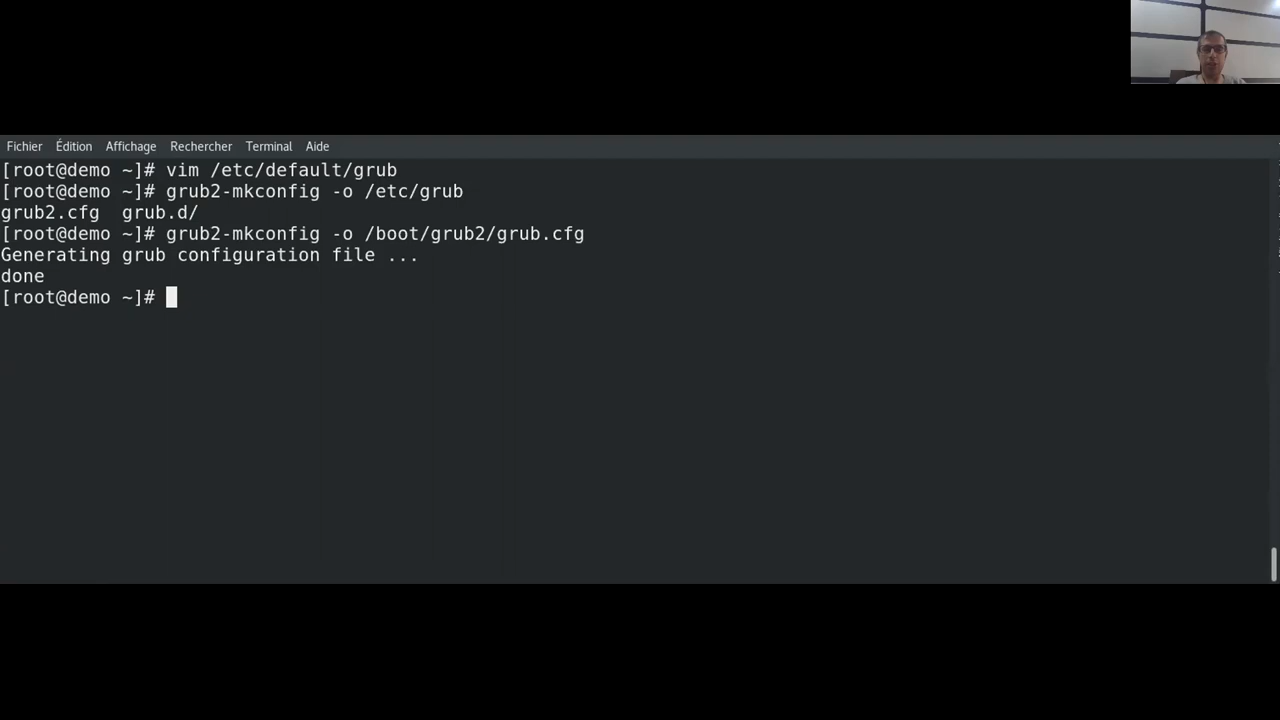 Fichier Édition Affichage Rechercher Terminal Aide
[root@demo ~]# vim /etc/default/grub
[root@demo ~]# grub2-mkconfig -o /etc/grub
grub2.cfg  grub.d/
[root@demo ~]# grub2-mkconfig -o /boot/grub2/grub.cfg
Generating grub configuration file ...
done
[root@demo ~]#